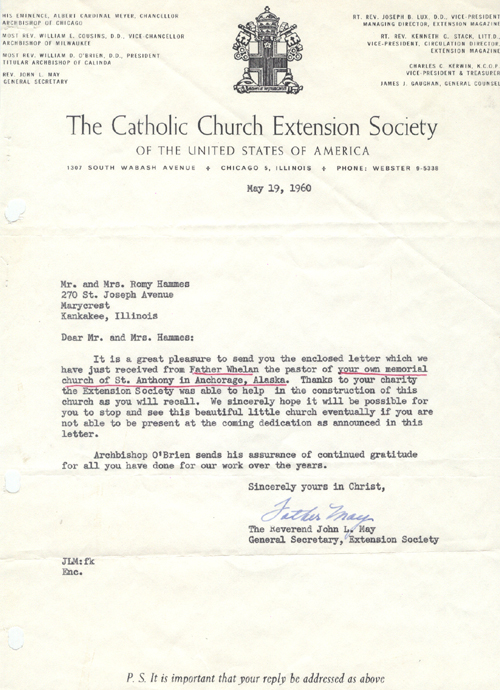 HIS EMINENCE, ALBERT CARDINAL MEYER, CHANCELLOR
ARCHBISHOP OF CHICAGO
MOST REV. WILLIAM E. COUSINS, D.D., VICE-CHANCELLOR
ARCHBISHOP OF MILWAUKEE
MOST REV. WILLIAM D. O'BRIEN, D.D., PRESIDENT
TITULAR ARCHBISHOP OF CALINDA
REV. JOHN L. MAY
GENERAL SECRETARY
RT. REV. JOSEPH B. LUX, D.D., VICE PRESIDENT
MANAGING DIRECTOR, EXTENSION MAGAZINE
RT. REV. KENNETH G. STACK, LITT.D.,
VICE-PRESIDENT, CIRCULATION DIRECTOR,
EXTENSION MAGAZINE
CHARLES C. KERWIN, K.C.O.P.
VICE-PRESIDENT & TREASURER
JAMES J. GAUGHAN, GENERAL COUNSEL
The Catholic Church Extension Society
OF THE UNITED STATES OF AMERICA
1307 SOUTH WABASH AVENUE + CHICAGO 5, ILLINOIS + PHONE: WEBSTER 9-5338
May 19, 1960
Mr. and Mrs. Romy Hammes
270 St. Joseph Avenue
Marycrest
Kankakee, Illinois
Dear Mr. and Mrs. Hammes:
It is a great pleasure to send you the enclosed letter which we
have just received from Father Whelan the pastor of your own memorial
church of St. Anthony in Anchorage, Alaska. Thanks to your charity
the Extension Society was able to help in the construction of this
church as you will recall. We sincerely hope it will be possible for
you to stop and see this beautiful little church eventually if you are
not able to be present at the coming dedication as announced in this
letter.
Archbishop O'Brien sends his assurance of continued gratitude
for all you have done for our work over the years.
Sincerely yours in Christ,
Father May
The Reverend John L. May
General Secretary, Extension Society
JLM:fk
Enc.
P. S. It is important that your reply be addressed as above